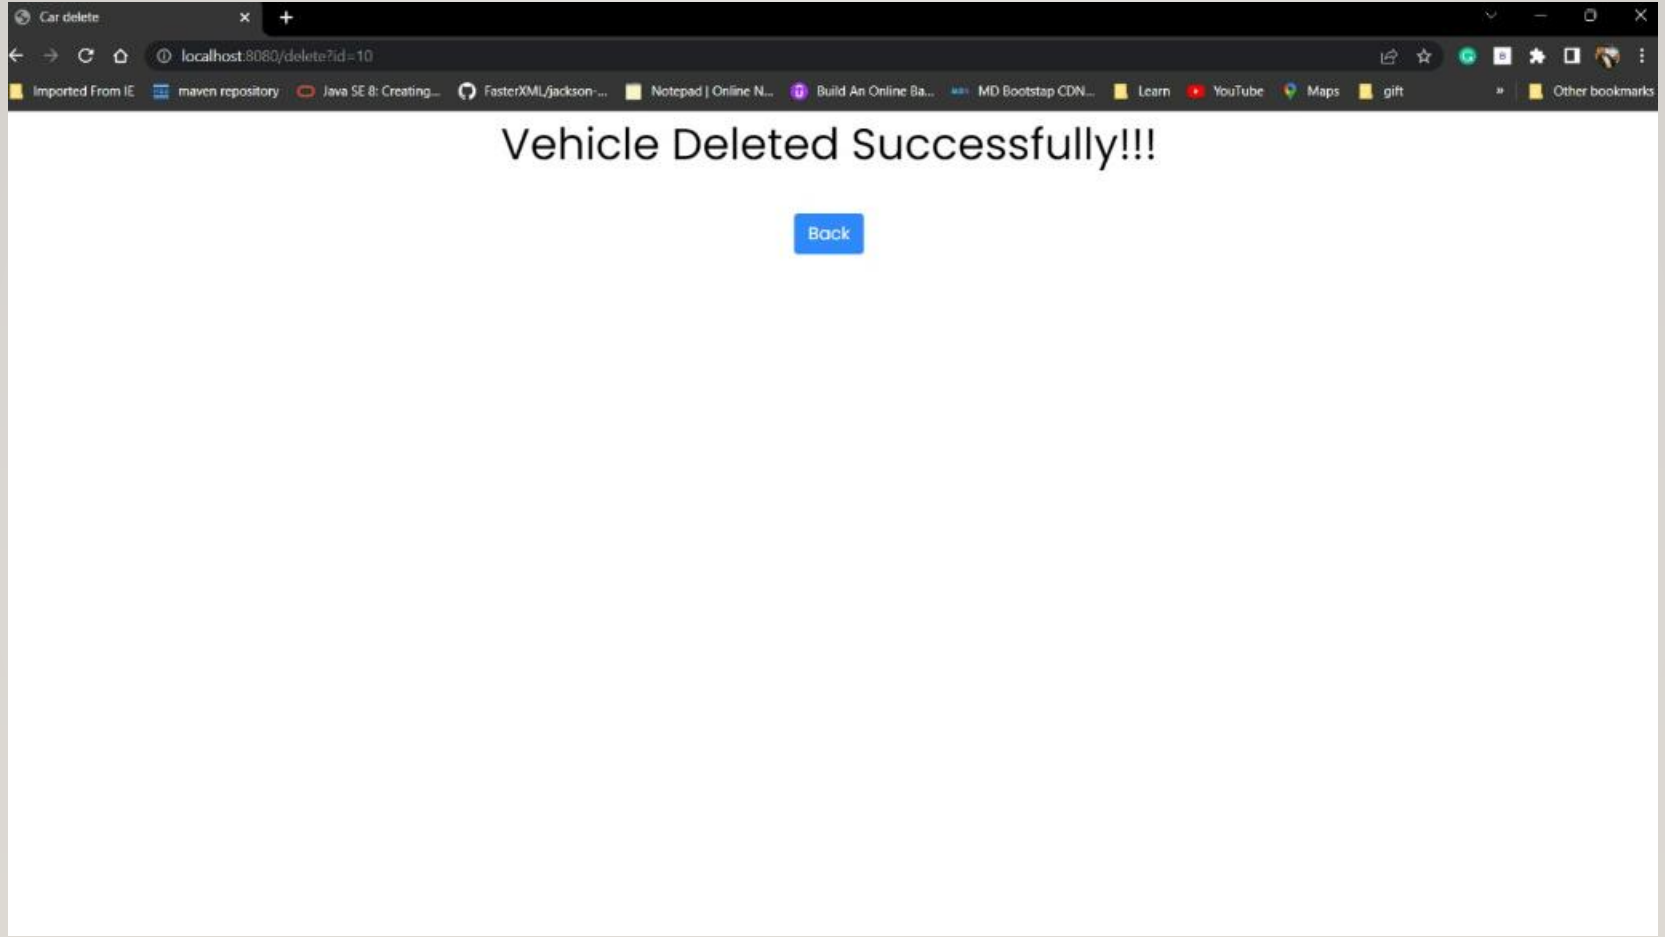 Car delete
localhost:8080/delete?id=10
Imported From IE maven repository Java SE 8: Creating... FasterXML/jackson-... Notepad | Online N... Build An Online Ba... MD Bootstap CDN... Learn YouTube Maps gift » Other bookmarks
Vehicle Deleted Successfully!!!
Back